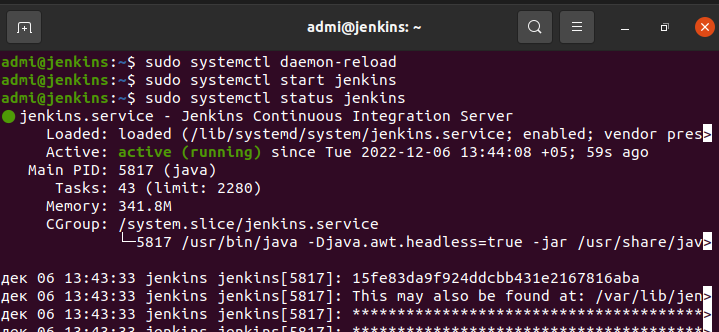 admi@jenkins: ~
admi@jenkins:~$ sudo systemctl daemon-reload
admi@jenkins:~$ sudo systemctl start jenkins
admi@jenkins:~$ sudo systemctl status jenkins
● jenkins.service - Jenkins Continuous Integration Server
Loaded: loaded (/lib/systemd/system/jenkins.service; enabled; vendor pres>
Active: active (running) since Tue 2022-12-06 13:44:08 +05; 59s ago
Main PID: 5817 (java)
Tasks: 43 (limit: 2280)
Memory: 341.8M
CGroup: /system.slice/jenkins.service
└─5817 /usr/bin/java -Djava.awt.headless=true -jar /usr/share/jav>
дек 06 13:43:33 jenkins jenkins[5817]: 15fe83da9f924ddcbb431e2167816aba
дек 06 13:43:33 jenkins jenkins[5817]: This may also be found at: /var/lib/jen>
дек 06 13:43:33 jenkins jenkins[5817]: ***************************************>
дек 06 13:43:33 jenkins jenkins[5817]: ***************************************>